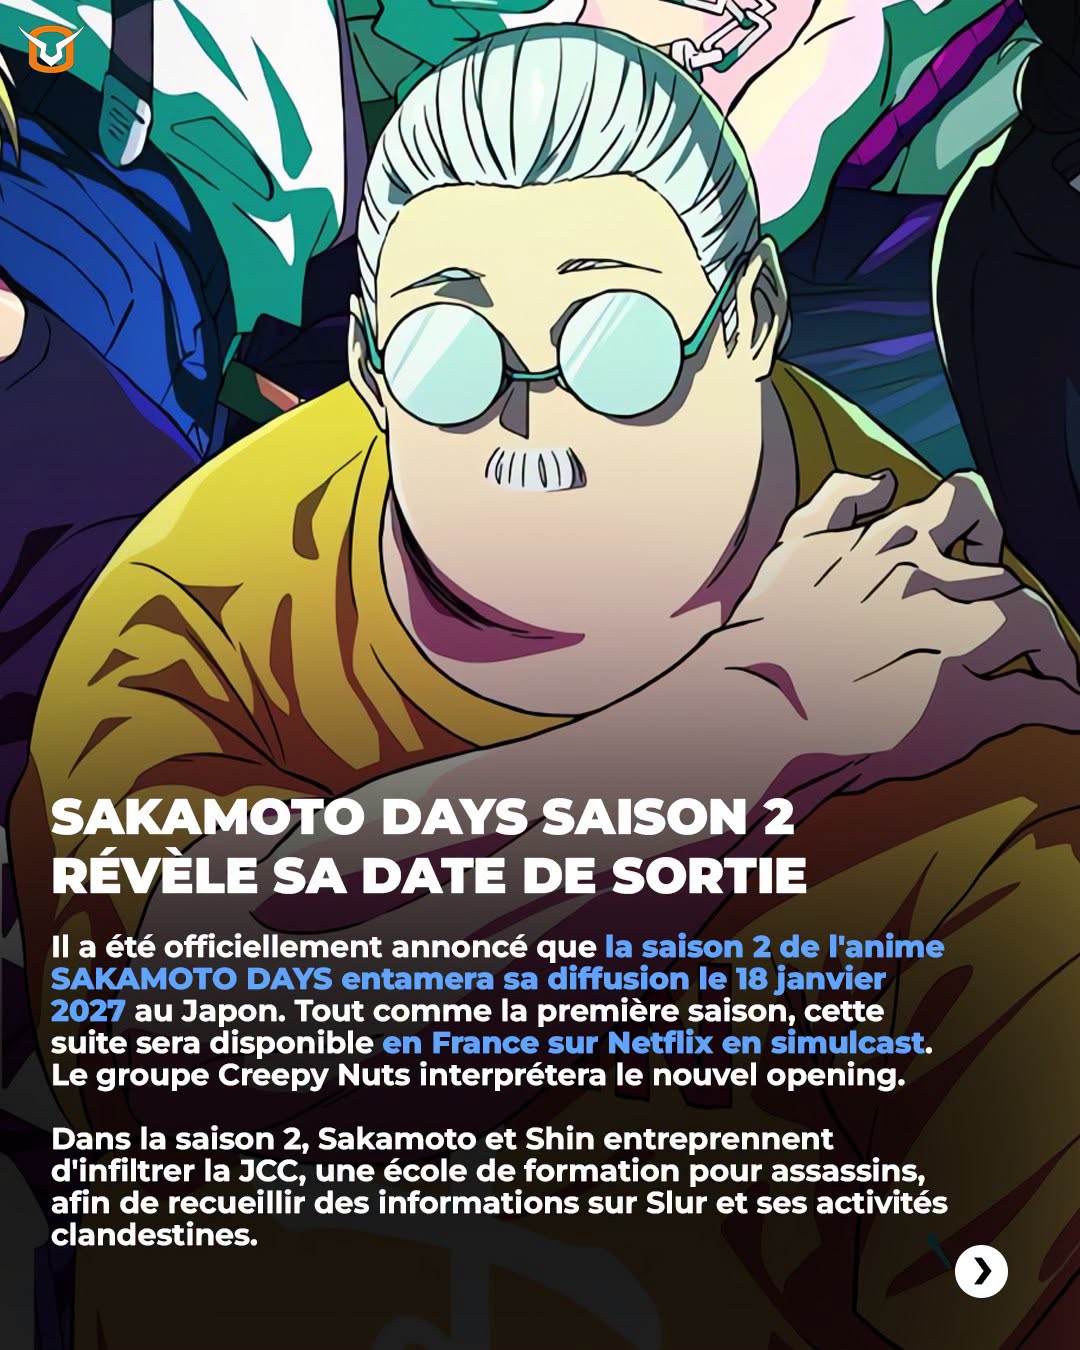 SAKAMOTO DAYS SAISON 2
RÉVÈLE SA DATE DE SORTIE
Il a été officiellement annoncé que la saison 2 de l'anime
SAKAMOTO DAYS entamera sa diffusion le 18 janvier
2027 au Japon. Tout comme la première saison, cette
suite sera disponible en France sur Netflix en simulcast.
Le groupe Creepy Nuts interprétera le nouvel opening.
Dans la saison 2, Sakamoto et Shin entreprennent
d'infiltrer la JCC, une école de formation pour assassins,
afin de recueillir des informations sur Slur et ses activités
clandestines.